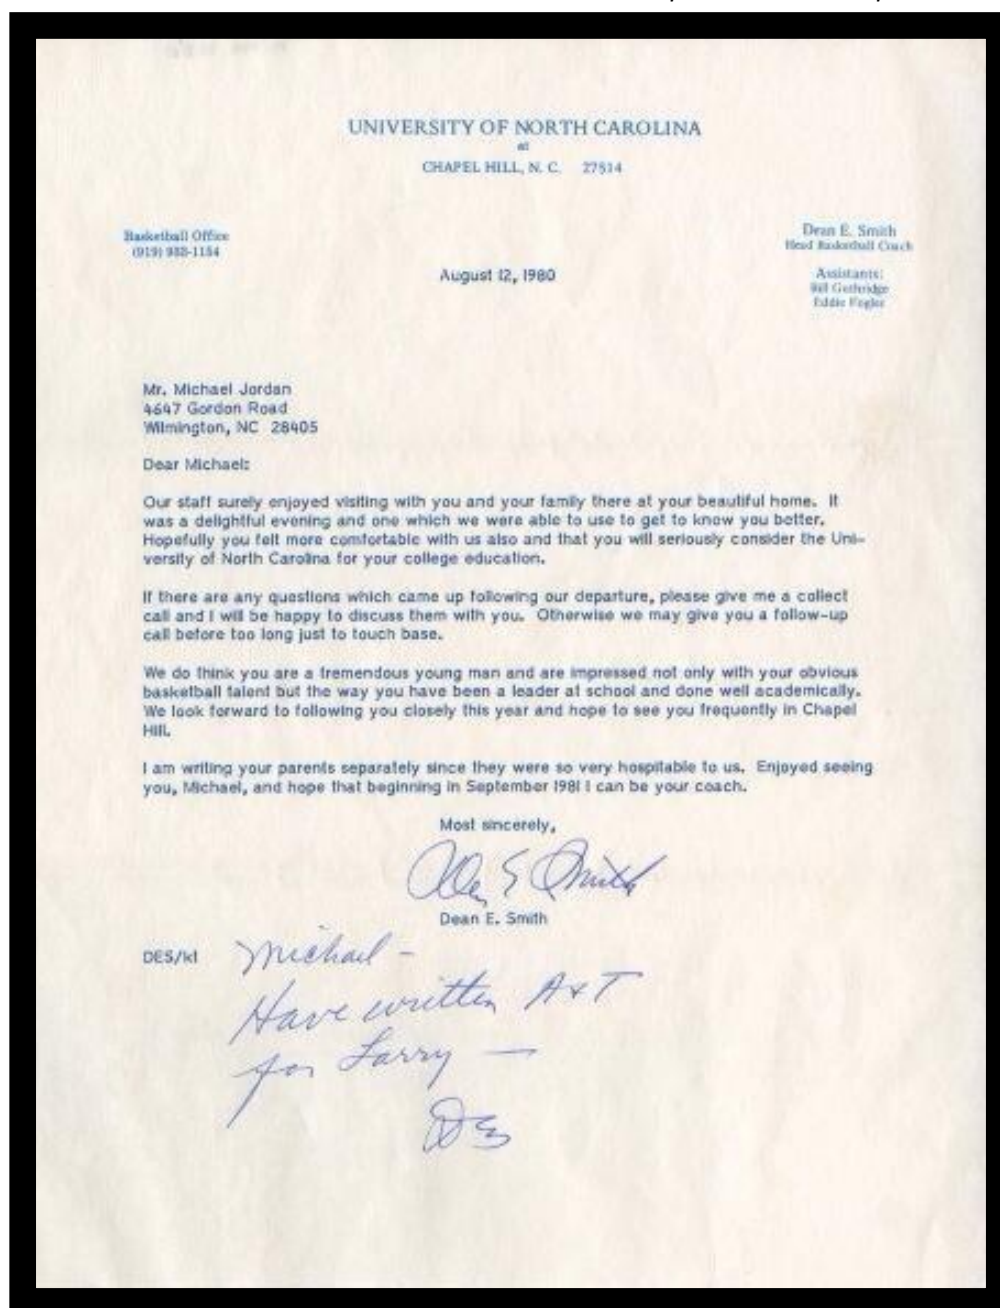 UNIVERSITY OF NORTH CAROLINA
at
CHAPEL HILL, N. C. 27514
Basketball Office
(919) 933-1154
Dean E. Smith
Head Basketball Coach
Assistants:
Bill Guthridge
Eddie Fogler
August 12, 1980
Mr. Michael Jordan
4647 Gordon Road
Wilmington, NC 28405
Dear Michael:
Our staff surely enjoyed visiting with you and your family there at your beautiful home. It
was a delightful evening and one which we were able to use to get to know you better.
Hopefully you felt more comfortable with us also and that you will seriously consider the Uni-
versity of North Carolina for your college education.
If there are any questions which came up following our departure, please give me a collect
call and I will be happy to discuss them with you. Otherwise we may give you a follow-up
call before too long just to touch base.
We do think you are a tremendous young man and are impressed not only with your obvious
basketball talent but the way you have been a leader at school and done well academically.
We look forward to following you closely this year and hope to see you frequently in Chapel
Hill.
I am writing your parents separately since they were so very hospitable to us. Enjoyed seeing
you, Michael, and hope that beginning in September 1981 I can be your coach.
Most sincerely,
Dean E Smith
Dean E. Smith
DES/kl
Michael -
Have written A&T
for Larry —
DES